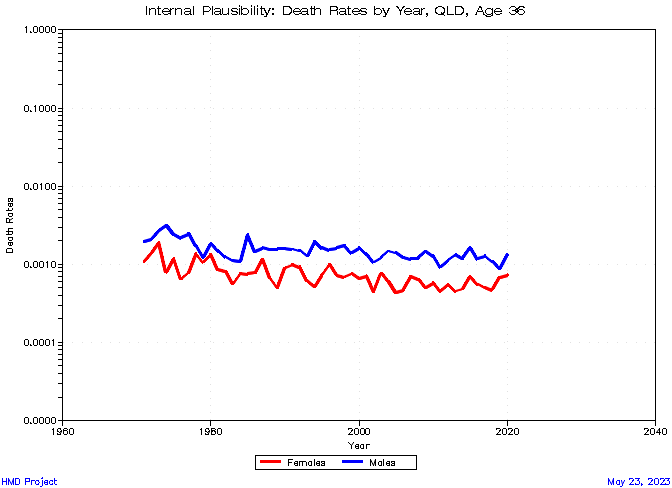 Internal Plausibility: Death Rates by Year, QLD, Age 36
1.0000
0.1000
0.0100
0.0010
0.0001
0.0000
Death Rates
1960
1980
2000
2020
2040
Year
Females
Males
HMD Project
May 23, 2023